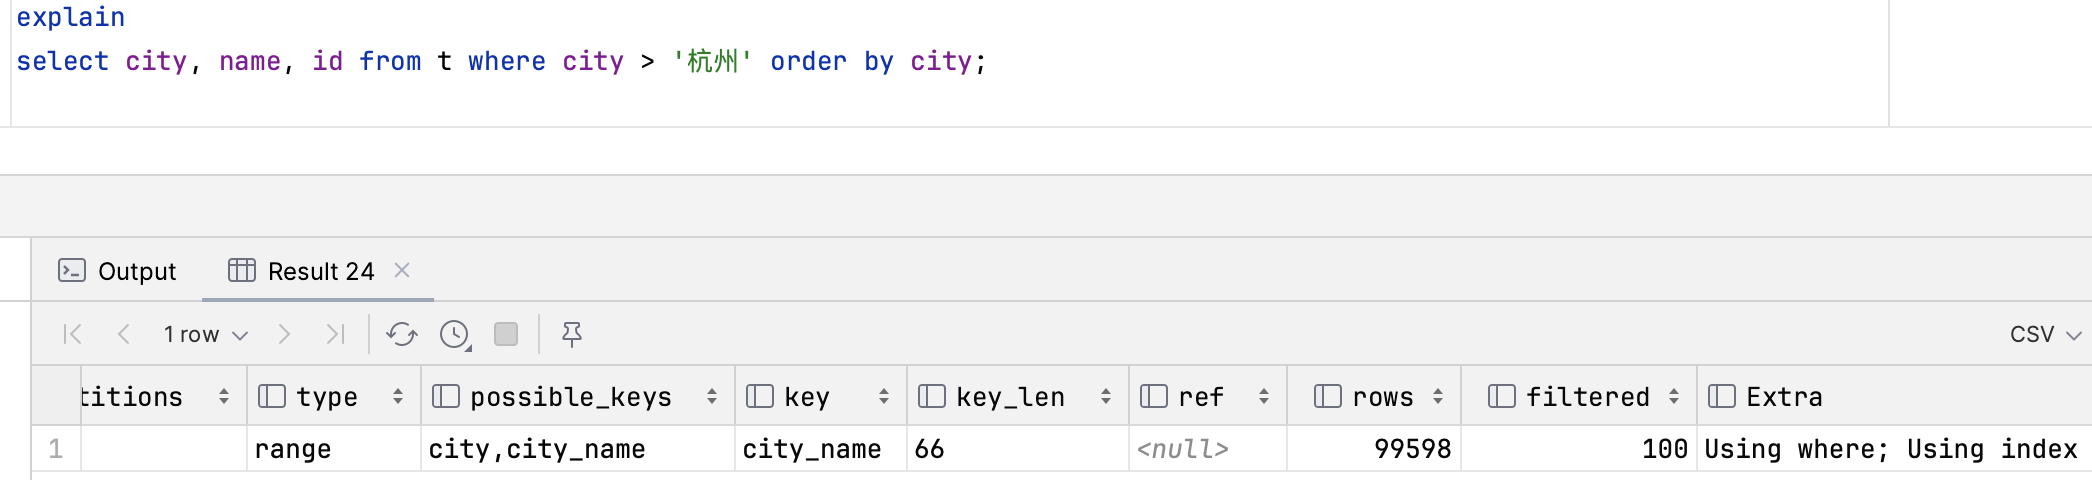 explain
select city, name, id from t where city > '杭州' order by city;
Output Result 24
1 row CSV
titions type possible_keys key key_len ref rows filtered Extra
1 range city,city_name city_name 66 <null> 99598 100 Using where; Using index